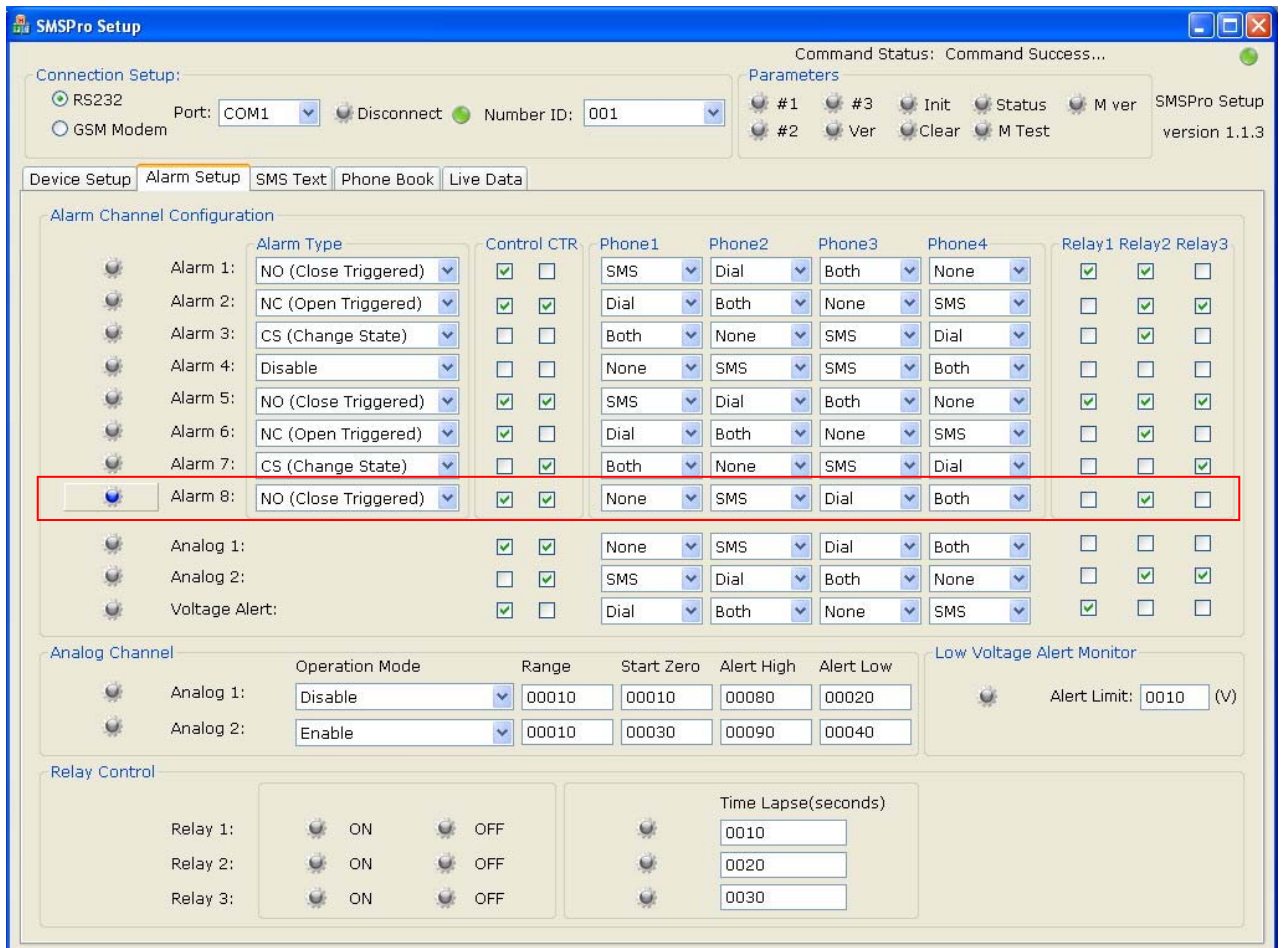 SMSPro Setup
Command Status: Command Success...
Connection Setup:
RS232
GSM Modem
Port: COM1 Disconnect Number ID: 001
Parameters
#1 #3 Init Status M ver
#2 Ver Clear M Test
SMSPro Setup
version 1.1.3
Device Setup Alarm Setup SMS Text Phone Book Live Data
Alarm Channel Configuration
Alarm Type Control CTR Phone1 Phone2 Phone3 Phone4 Relay1 Relay2 Relay3
Alarm 1: NO (Close Triggered) SMS Dial Both None
Alarm 2: NC (Open Triggered) Dial Both None SMS
Alarm 3: CS (Change State) Both None SMS Dial
Alarm 4: Disable None SMS SMS Both
Alarm 5: NO (Close Triggered) SMS Dial Both None
Alarm 6: NC (Open Triggered) Dial Both None SMS
Alarm 7: CS (Change State) Both None SMS Dial
Alarm 8: NO (Close Triggered) None SMS Dial Both
Analog 1: None SMS Dial Both
Analog 2: SMS Dial Both None
Voltage Alert: Dial Both None SMS
Analog Channel
Operation Mode Range Start Zero Alert High Alert Low
Analog 1: Disable 00010 00010 00080 00020
Analog 2: Enable 00010 00030 00090 00040
Low Voltage Alert Monitor
Alert Limit: 0010 (V)
Relay Control
Time Lapse(seconds)
Relay 1: ON OFF 0010
Relay 2: ON OFF 0020
Relay 3: ON OFF 0030